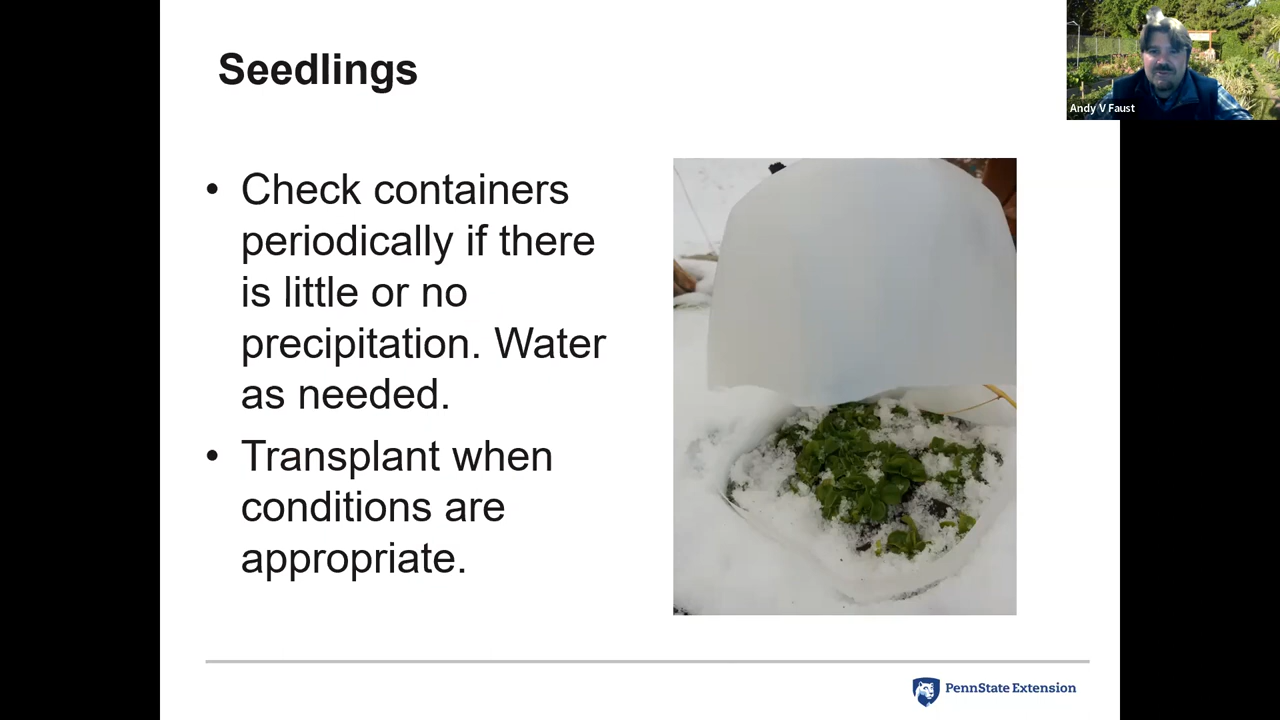 Seedlings
Andy V Faust
• Check containers
periodically if there
is little or no
precipitation. Water
as needed.
• Transplant when
conditions are
appropriate.
PennState Extension